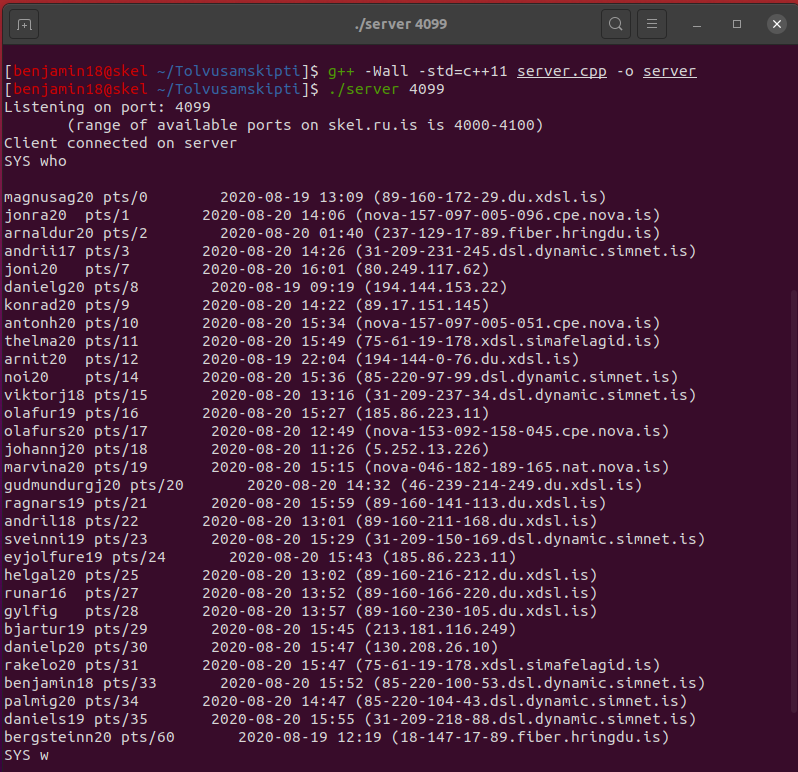 ./server 4099
[benjamin18@skel ~/Tolvusamskipti]$ g++ -Wall -std=c++11 server.cpp -o server
[benjamin18@skel ~/Tolvusamskipti]$ ./server 4099
Listening on port: 4099
(range of available ports on skel.ru.is is 4000-4100)
Client connected on server
SYS who
magnusag20 pts/0 2020-08-19 13:09 (89-160-172-29.du.xdsl.is)
jonra20 pts/1 2020-08-20 14:06 (nova-157-097-005-096.cpe.nova.is)
arnaldur20 pts/2 2020-08-20 01:40 (237-129-17-89.fiber.hringdu.is)
andrii17 pts/3 2020-08-20 14:26 (31-209-231-245.dsl.dynamic.simnet.is)
joni20 pts/7 2020-08-20 16:01 (80.249.117.62)
danielg20 pts/8 2020-08-19 09:19 (194.144.153.22)
konrad20 pts/9 2020-08-20 14:22 (89.17.151.145)
antonh20 pts/10 2020-08-20 15:34 (nova-157-097-005-051.cpe.nova.is)
thelma20 pts/11 2020-08-20 15:49 (75-61-19-178.xdsl.simafelagid.is)
arnit20 pts/12 2020-08-19 22:04 (194-144-0-76.du.xdsl.is)
noi20 pts/14 2020-08-20 15:36 (85-220-97-99.dsl.dynamic.simnet.is)
viktorj18 pts/15 2020-08-20 13:16 (31-209-237-34.dsl.dynamic.simnet.is)
olafur19 pts/16 2020-08-20 15:27 (185.86.223.11)
olafurs20 pts/17 2020-08-20 12:49 (nova-153-092-158-045.cpe.nova.is)
johannj20 pts/18 2020-08-20 11:26 (5.252.13.226)
marvina20 pts/19 2020-08-20 15:15 (nova-046-182-189-165.nat.nova.is)
gudmundurgj20 pts/20 2020-08-20 14:32 (46-239-214-249.du.xdsl.is)
ragnars19 pts/21 2020-08-20 15:59 (89-160-141-113.du.xdsl.is)
andril18 pts/22 2020-08-20 13:01 (89-160-211-168.du.xdsl.is)
sveinni19 pts/23 2020-08-20 15:29 (31-209-150-169.dsl.dynamic.simnet.is)
eyjolfure19 pts/24 2020-08-20 15:43 (185.86.223.11)
helgal20 pts/25 2020-08-20 13:02 (89-160-216-212.du.xdsl.is)
runar16 pts/27 2020-08-20 13:52 (89-160-166-220.du.xdsl.is)
gylfig pts/28 2020-08-20 13:57 (89-160-230-105.du.xdsl.is)
bjartur19 pts/29 2020-08-20 15:45 (213.181.116.249)
danielp20 pts/30 2020-08-20 15:47 (130.208.26.10)
rakelo20 pts/31 2020-08-20 15:47 (75-61-19-178.xdsl.simafelagid.is)
benjamin18 pts/33 2020-08-20 15:52 (85-220-100-53.dsl.dynamic.simnet.is)
palmig20 pts/34 2020-08-20 14:47 (85-220-104-43.dsl.dynamic.simnet.is)
daniels19 pts/35 2020-08-20 15:55 (31-209-218-88.dsl.dynamic.simnet.is)
bergsteinn20 pts/60 2020-08-19 12:19 (18-147-17-89.fiber.hringdu.is)
SYS w